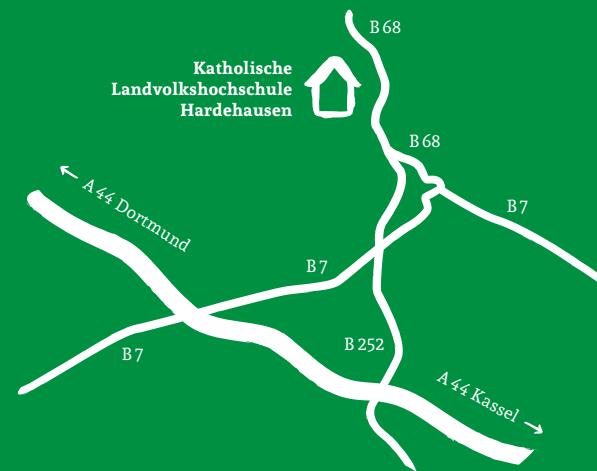 B 68
Katholische
Landvolkshochschule
Hardehausen
B 68
← A 44 Dortmund
B 7
B 7
B 252
B 7
A 44 Kassel →